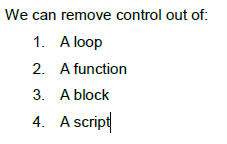 We can remove control out of:
1. A loop
2. A function
3. A block
4. A script